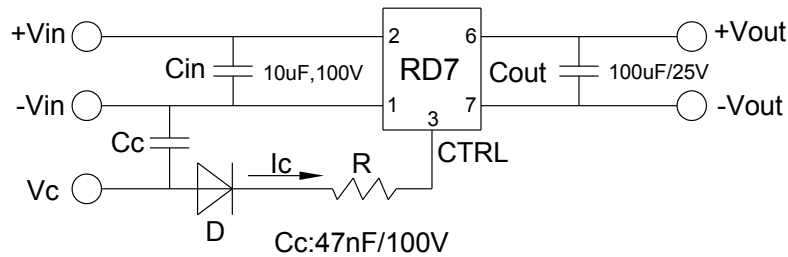 +Vin
2
6
+Vout
Cin
10uF,100V
RD7
Cout
100uF/25V
-Vin
1
7
-Vout
3
Cc
CTRL
Ic
R
Vc
D
Cc:47nF/100V